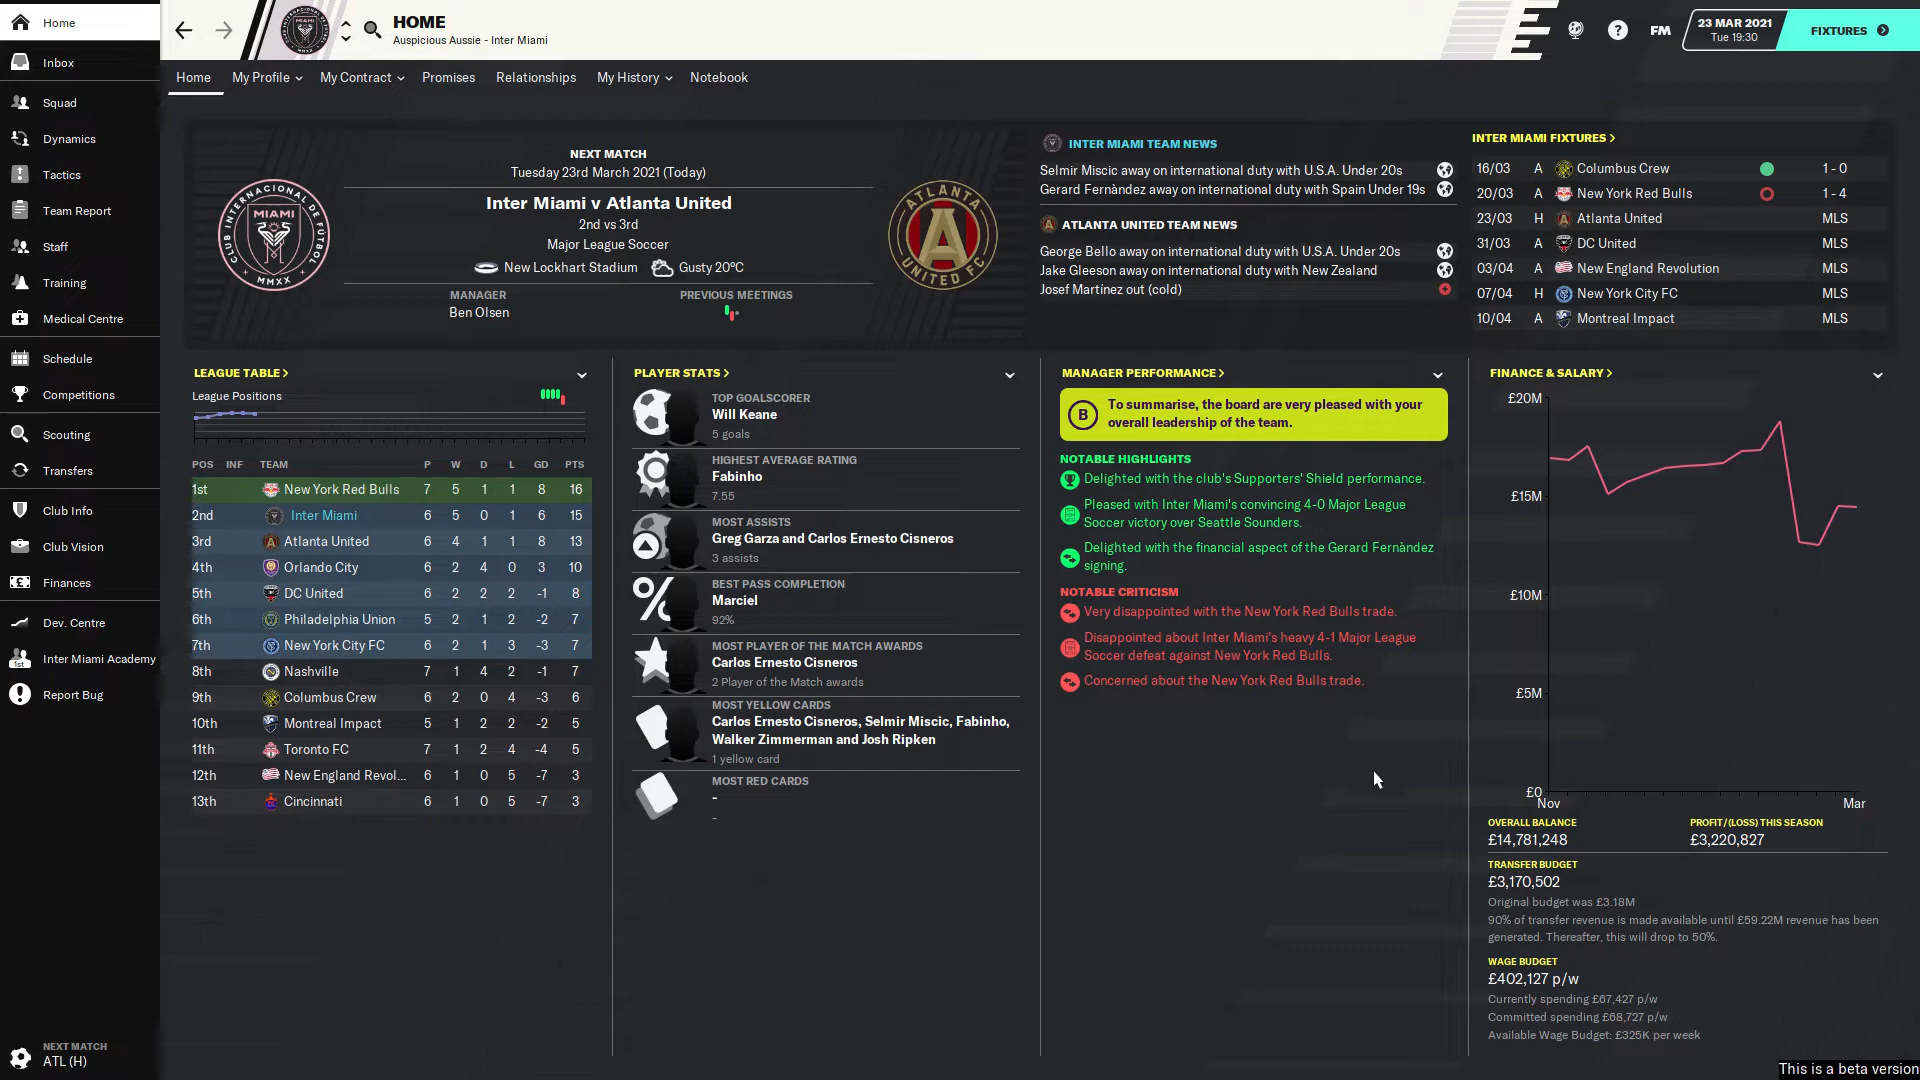 Home
Inbox
Squad
Dynamics
Tactics
Team Report
Staff
Training
Medical Centre
Schedule
Competitions
Scouting
Transfers
Club Info
Club Vision
Finances
Dev. Centre
1st
Inter Miami Academy
Report Bug
NEXT MATCH
ATL (H)
HOME
Auspicious Aussie - Inter Miami
?
FM
23 MAR 2021
Tue 19:30
FIXTURES
Home
My Profile
My Contract
Promises
Relationships
My History
Notebook
CLUB INTERNACIONAL DE FÚTBOL
MIAMI
MMXX
NEXT MATCH
Tuesday 23rd March 2021 (Today)
Inter Miami v Atlanta United
2nd vs 3rd
Major League Soccer
New Lockhart Stadium
Gusty 20°C
MANAGER
Ben Olsen
PREVIOUS MEETINGS
ATLANTA
A
UNITED FC
INTER MIAMI TEAM NEWS
Selmir Miscic away on international duty with U.S.A. Under 20s
Gerard Fernàndez away on international duty with Spain Under 19s
ATLANTA UNITED TEAM NEWS
George Bello away on international duty with U.S.A. Under 20s
Jake Gleeson away on international duty with New Zealand
Josef Martínez out (cold)
INTER MIAMI FIXTURES >
16/03 A Columbus Crew 1 - 0
20/03 A New York Red Bulls 1 - 4
23/03 H Atlanta United MLS
31/03 A DC United MLS
03/04 A New England Revolution MLS
07/04 H New York City FC MLS
10/04 A Montreal Impact MLS
LEAGUE TABLE >
League Positions
POS INF TEAM P W D L GD PTS
1st New York Red Bulls 7 5 1 1 8 16
2nd Inter Miami 6 5 0 1 6 15
3rd Atlanta United 6 4 1 1 8 13
4th Orlando City 6 2 4 0 3 10
5th DC United 6 2 2 2 -1 8
6th Philadelphia Union 5 2 1 2 -2 7
7th New York City FC 6 2 1 3 -3 7
8th Nashville 7 1 4 2 -1 7
9th Columbus Crew 6 2 0 4 -3 6
10th Montreal Impact 5 1 2 2 -2 5
11th Toronto FC 7 1 2 4 -4 5
12th New England Revol... 6 1 0 5 -7 3
13th Cincinnati 6 1 0 5 -7 3
PLAYER STATS >
TOP GOALSCORER
Will Keane
5 goals
HIGHEST AVERAGE RATING
Fabinho
7.55
MOST ASSISTS
Greg Garza and Carlos Ernesto Cisneros
3 assists
%
BEST PASS COMPLETION
Marciel
92%
MOST PLAYER OF THE MATCH AWARDS
Carlos Ernesto Cisneros
2 Player of the Match awards
MOST YELLOW CARDS
Carlos Ernesto Cisneros, Selmir Miscic, Fabinho,
Walker Zimmerman and Josh Ripken
1 yellow card
MOST RED CARDS
-
-
MANAGER PERFORMANCE >
B
To summarise, the board are very pleased with your
overall leadership of the team.
NOTABLE HIGHLIGHTS
Delighted with the club's Supporters' Shield performance.
Pleased with Inter Miami's convincing 4-0 Major League
Soccer victory over Seattle Sounders.
Delighted with the financial aspect of the Gerard Fernàndez
signing.
NOTABLE CRITICISM
Very disappointed with the New York Red Bulls trade.
Disappointed about Inter Miami's heavy 4-1 Major League
Soccer defeat against New York Red Bulls.
Concerned about the New York Red Bulls trade.
FINANCE & SALARY >
£20M
£15M
£10M
£5M
£0
Nov
Mar
OVERALL BALANCE
£14,781,248
PROFIT/(LOSS) THIS SEASON
£3,220,827
TRANSFER BUDGET
£3,170,502
Original budget was £3.18M
90% of transfer revenue is made available until £59.22M revenue has been
generated. Thereafter, this will drop to 50%.
WAGE BUDGET
£402,127 p/w
Currently spending £67,427 p/w
Committed spending £68,727 p/w
Available Wage Budget: £325K per week
This is a beta version